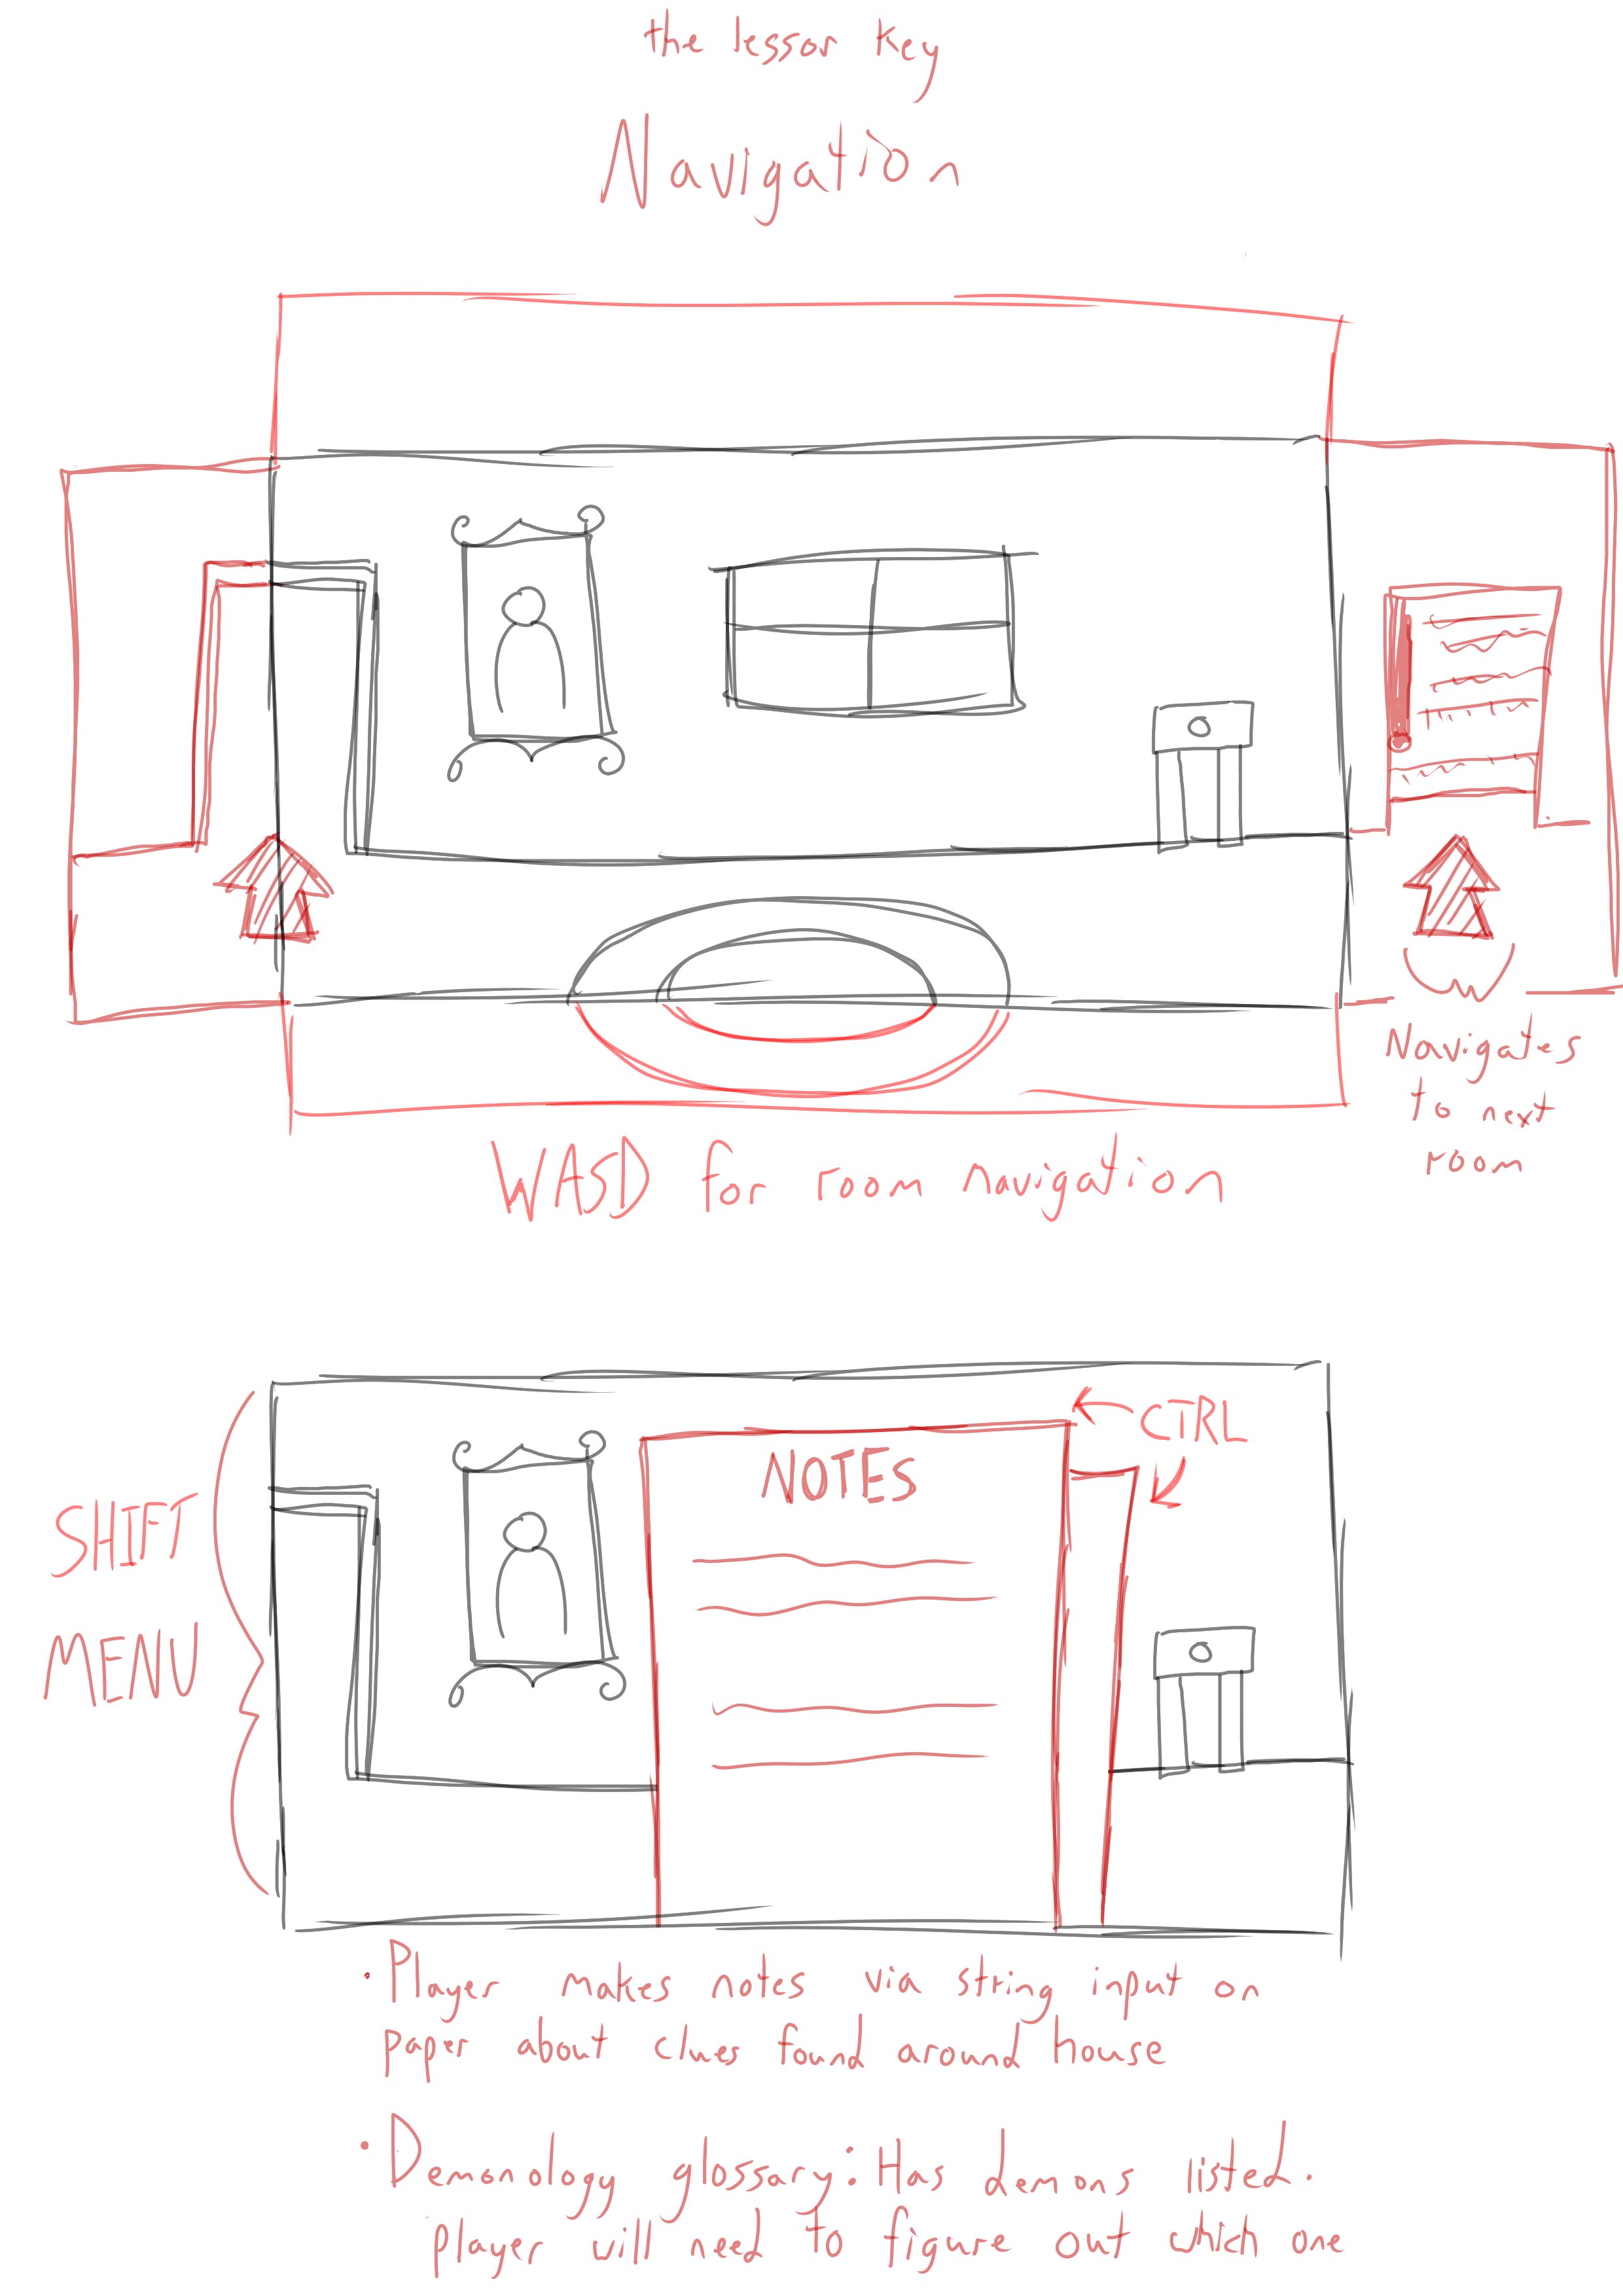 the lessor key
Navigation
Navigates
to next
room
WASD for room navigation
CTRL
NOTES
SHIFT
MENU
• Player makes notes via string input on
paper about clues found around house
• Demonology glossary: Has demons listed.
player will need to figure out which one